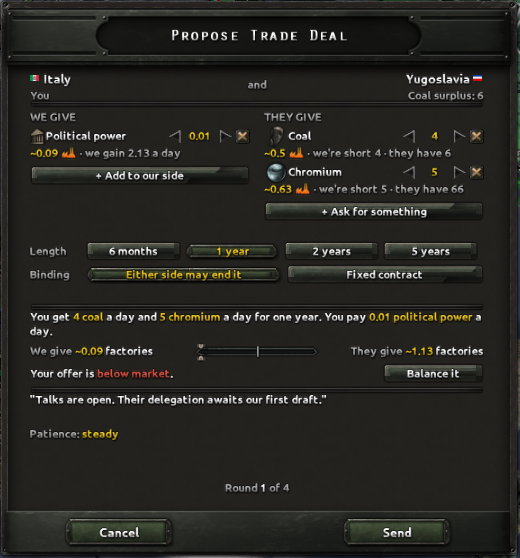 PROPOSE TRADE DEAL
Italy and Yugoslavia
You Coal surplus: 6
WE GIVE THEY GIVE
Political power 0.01 Coal 4
~0.09 · we gain 2.13 a day ~0.5 · we're short 4 · they have 6
+ Add to our side Chromium 5
~0.63 · we're short 5 · they have 66
+ Ask for something
Length 6 months 1 year 2 years 5 years
Binding Either side may end it Fixed contract
You get 4 coal a day and 5 chromium a day for one year. You pay 0.01 political power a
day.
We give ~0.09 factories They give ~1.13 factories
Your offer is below market. Balance it
"Talks are open. Their delegation awaits our first draft."
Patience: steady
Round 1 of 4
Cancel Send